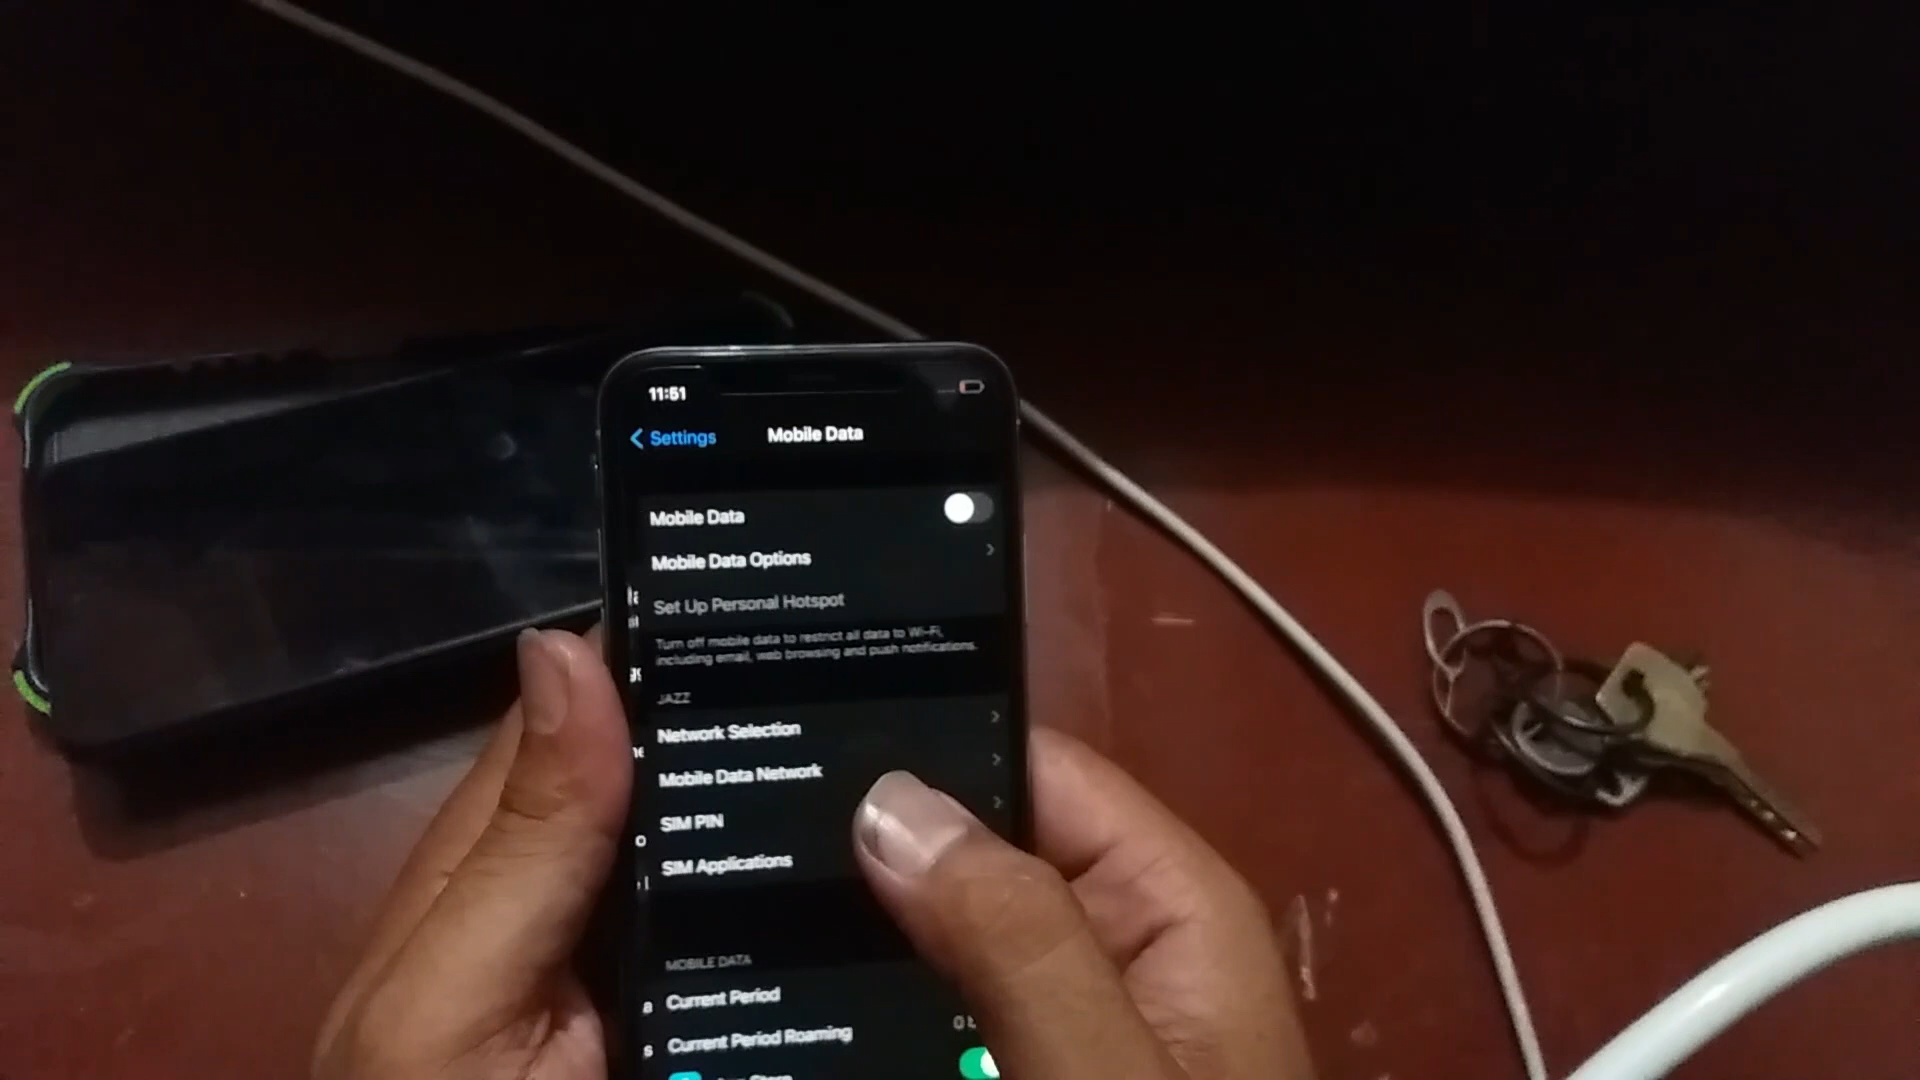 11:51
Settings
Mobile Data
Mobile Data
Mobile Data Options
Set Up Personal Hotspot
Turn off mobile data to restrict all data to Wi-Fi,
including email, web browsing and push notifications.
JAZZ
Network Selection
Mobile Data Network
SIM PIN
SIM Applications
MOBILE DATA
Current Period
Current Period Roaming